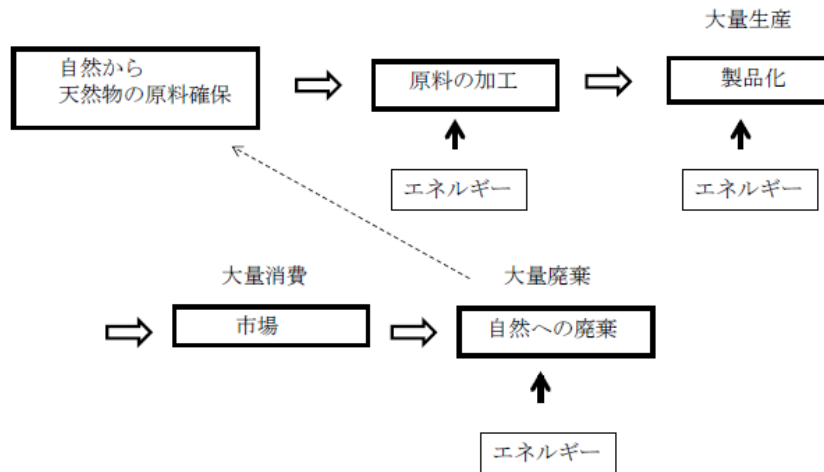 大量生産
自然から
天然物の原料確保
原料の加工
製品化
エネルギー
エネルギー
大量消費
大量廃棄
市場
自然への廃棄
エネルギー